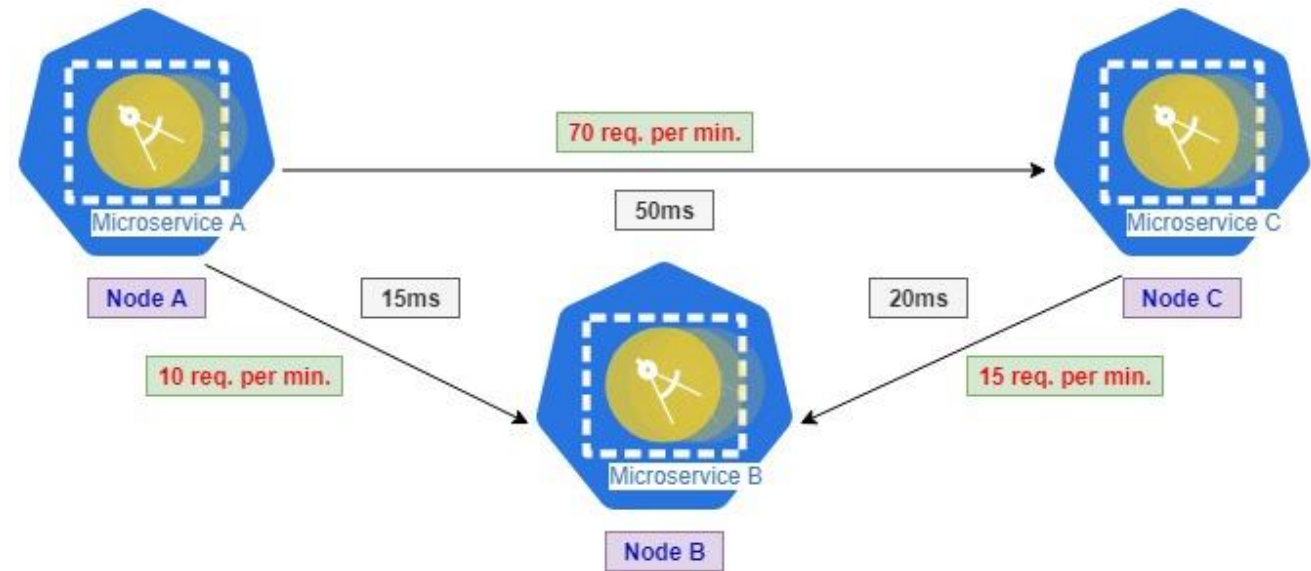 70 req. per min.
50ms
Microservice A
Microservice C
Node A
15ms
20ms
Node C
10 req. per min.
15 req. per min.
Microservice B
Node B